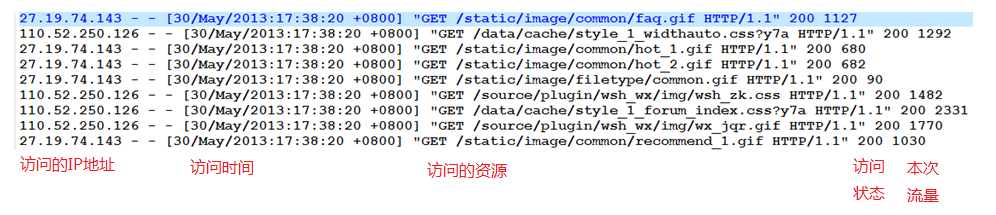 27.19.74.143 - - [30/May/2013:17:38:20 +0800] "GET /static/image/common/faq.gif HTTP/1.1" 200 1127
110.52.250.126 - - [30/May/2013:17:38:20 +0800] "GET /data/cache/style_1_widthauto.css?y7a HTTP/1.1" 200 1292
27.19.74.143 - - [30/May/2013:17:38:20 +0800] "GET /static/image/common/hot_1.gif HTTP/1.1" 200 680
27.19.74.143 - - [30/May/2013:17:38:20 +0800] "GET /static/image/common/hot_2.gif HTTP/1.1" 200 682
27.19.74.143 - - [30/May/2013:17:38:20 +0800] "GET /static/image/filetype/common.gif HTTP/1.1" 200 90
110.52.250.126 - - [30/May/2013:17:38:20 +0800] "GET /source/plugin/wsh_wx/img/wsh_zk.css HTTP/1.1" 200 1482
110.52.250.126 - - [30/May/2013:17:38:20 +0800] "GET /data/cache/style_1_forum_index.css?y7a HTTP/1.1" 200 2331
110.52.250.126 - - [30/May/2013:17:38:20 +0800] "GET /source/plugin/wsh_wx/img/wx_jqr.gif HTTP/1.1" 200 1770
27.19.74.143 - - [30/May/2013:17:38:20 +0800] "GET /static/image/common/recommend_1.gif HTTP/1.1" 200 1030
访问的IP地址 访问时间 访问的资源 访问 本次
状态 流量